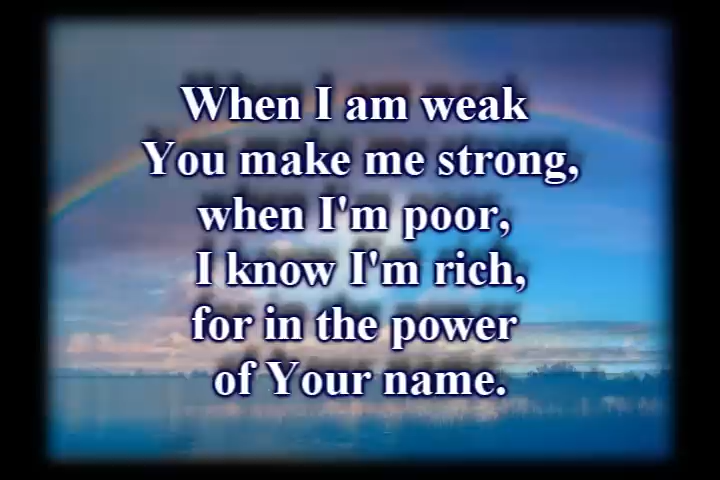 When I am weak
You make me strong,
when I'm poor,
I know I'm rich,
for in the power
of Your name.